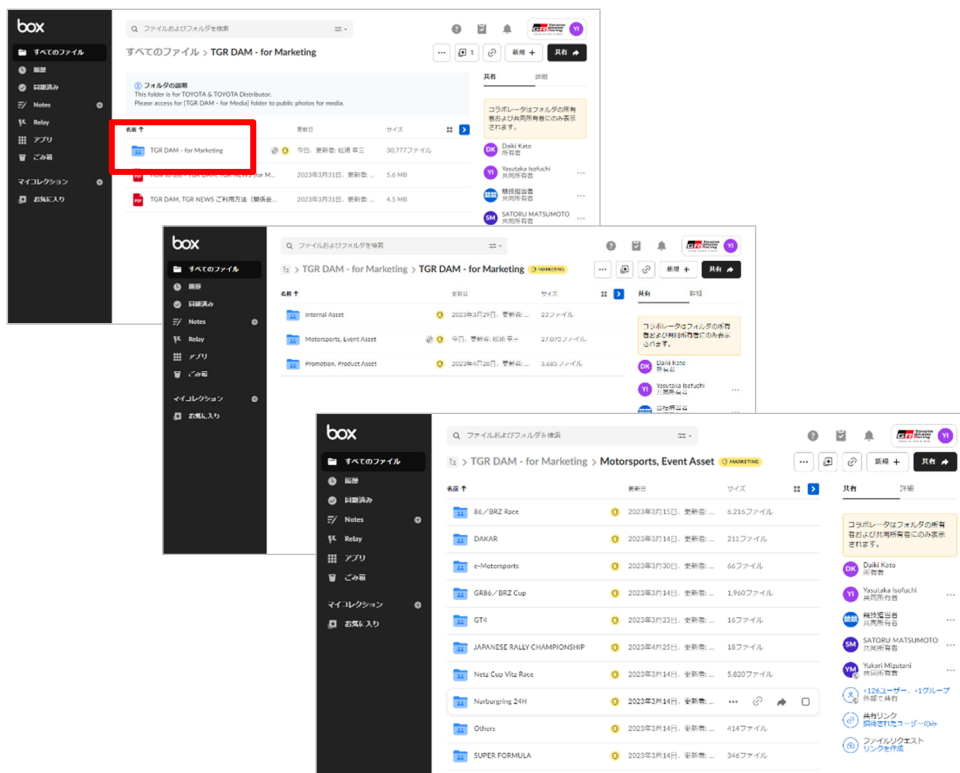 box
ファイルおよびフォルダを検索
YI
すべてのファイル
すべてのファイル > TGR DAM - for Marketing
1
新規 +
共有
履歴
同期済み
Notes
Relay
アプリ
ごみ箱
マイコレクション
お気に入り
フォルダの説明
This folder is for TOYOTA & TOYOTA Distributor.
Please access for [TGR DAM - for Media] folder to public photos for media.
名前 ↑
更新日
サイズ
TGR DAM - for Marketing
今日、更新者: 松浦 幸三
30,777ファイル
How to use - TGR DAM, TGR NEWS (for M...
2023年3月31日、更新者: ...
5.6 MB
TGR DAM, TGR NEWS ご利用方法（関係会...
2023年3月31日、更新者: ...
4.5 MB
共有
詳細
コラボレータはフォルダの所有
者および共同所有者にのみ表示
されます。
DK
Daiki Kato
所有者
YI
Yasutaka Isofuchi
共同所有者
競技担当者
共同所有者
SM
SATORU MATSUMOTO
共同所有者
box
ファイルおよびフォルダを検索
YI
すべてのファイル
> TGR DAM - for Marketing > TGR DAM - for Marketing
MARKETING
新規 +
共有
履歴
同期済み
Notes
Relay
アプリ
ごみ箱
マイコレクション
お気に入り
名前 ↑
更新日
サイズ
Internal Asset
2023年3月29日、更新者: ...
23ファイル
Motorsports, Event Asset
今日、更新者: 松浦 幸三
27,070ファイル
Promotion, Product Asset
2023年4月28日、更新者: ...
3,685ファイル
共有
詳細
コラボレータはフォルダの所有
者および共同所有者にのみ表示
されます。
DK
Daiki Kato
所有者
YI
Yasutaka Isofuchi
共同所有者
box
ファイルおよびフォルダを検索
YI
すべてのファイル
> TGR DAM - for Marketing > Motorsports, Event Asset
MARKETING
新規 +
共有
履歴
同期済み
Notes
Relay
アプリ
ごみ箱
マイコレクション
お気に入り
名前 ↑
更新日
サイズ
86／BRZ Race
2023年3月15日、更新者: ...
6,216ファイル
DAKAR
2023年3月14日、更新者: ...
211ファイル
e-Motorsports
2023年3月30日、更新者: ...
66ファイル
GR86／BRZ Cup
2023年3月14日、更新者: ...
1,960ファイル
GT4
2023年3月23日、更新者: ...
16ファイル
JAPANESE RALLY CHAMPIONSHIP
2023年4月25日、更新者: ...
18ファイル
Netz Cup Vitz Race
2023年3月14日、更新者: ...
5,820ファイル
Nurburgring 24H
2023年3月14日、更新者: ...
Others
2023年3月14日、更新者: ...
414ファイル
SUPER FORMULA
2023年3月14日、更新者: ...
346ファイル
共有
詳細
コラボレータはフォルダの所有
者および共同所有者にのみ表示
されます。
DK
Daiki Kato
所有者
YI
Yasutaka Isofuchi
共同所有者
競技担当者
共同所有者
SM
SATORU MATSUMOTO
共同所有者
YM
Yukari Mizutani
共同所有者
+126ユーザー、+1グループ
外部で共有
共有リンク
招待されたユーザーのみ
ファイルリクエスト
リンクを作成